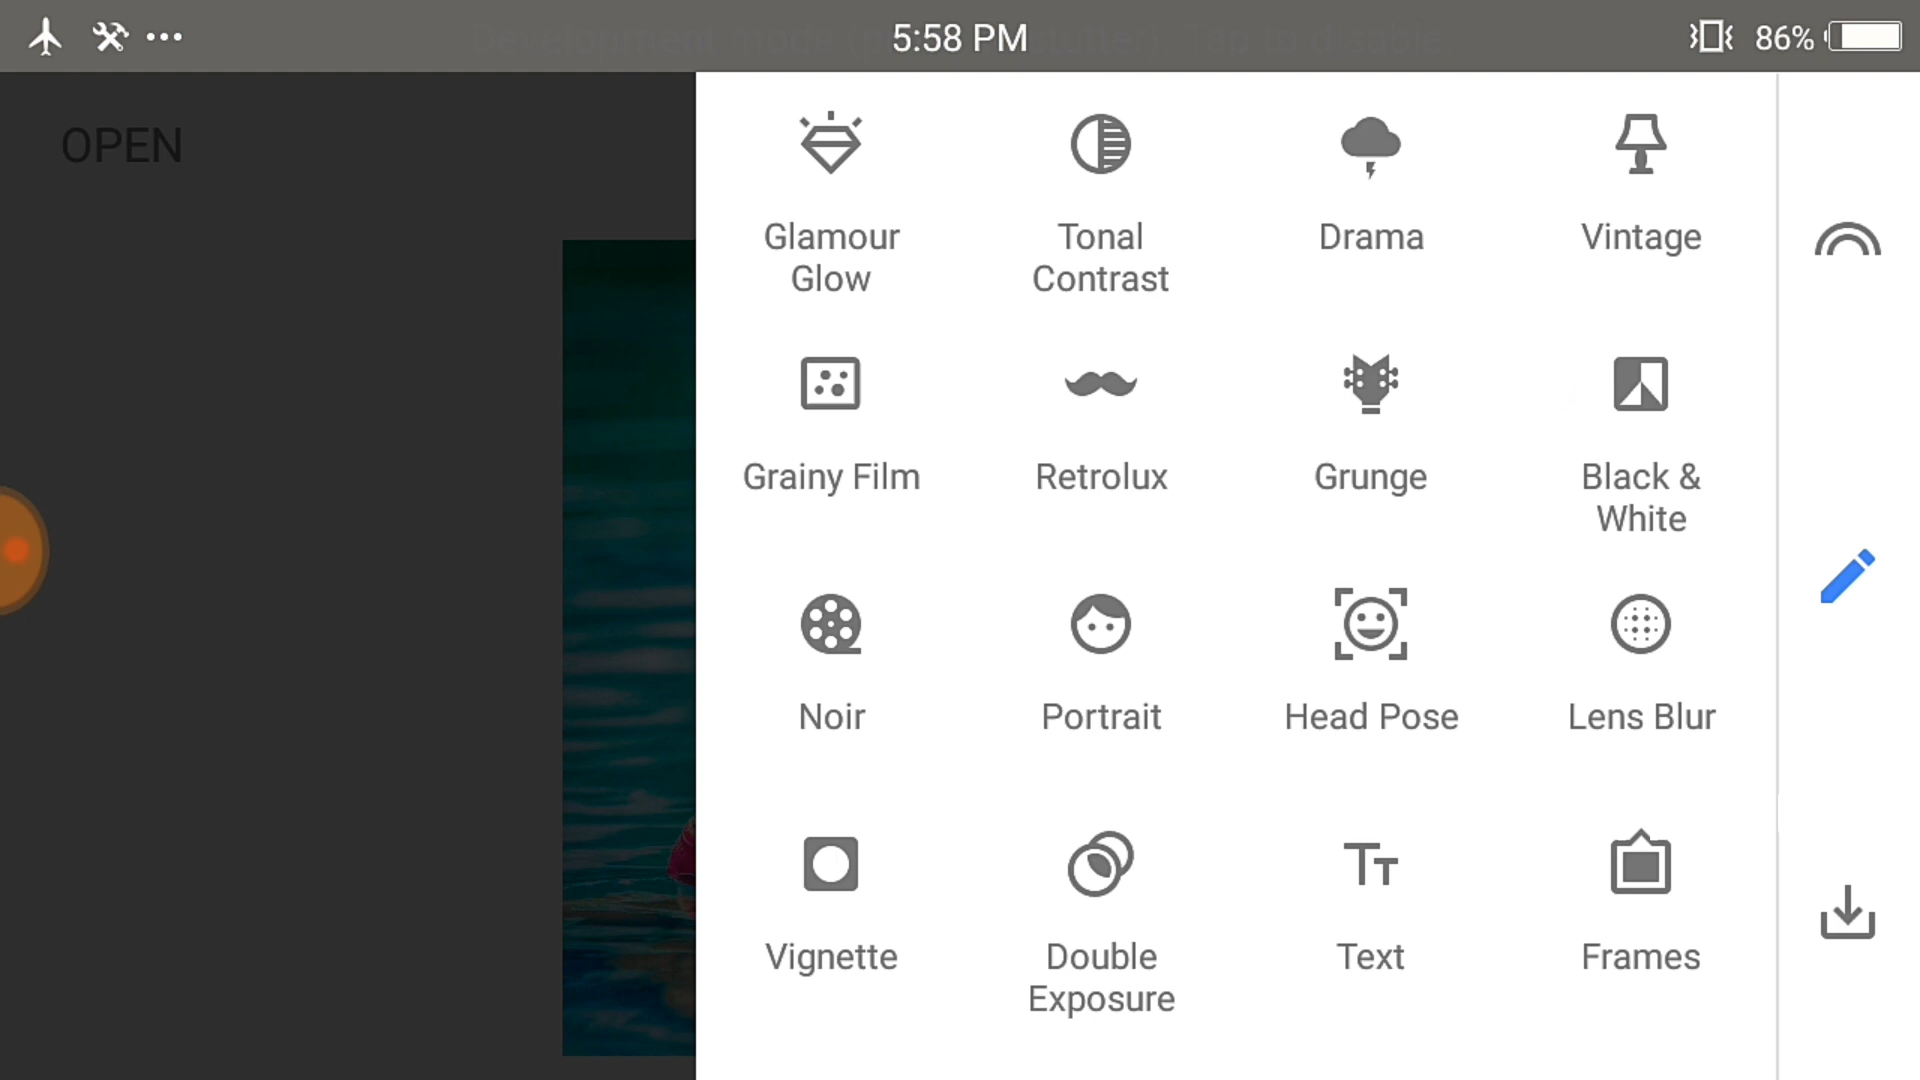 5:58 PM
86%
OPEN
Glamour
Glow
Tonal
Contrast
Drama
Vintage
Grainy Film
Retrolux
Grunge
Black &
White
Noir
Portrait
Head Pose
Lens Blur
Vignette
Double
Exposure
Text
Frames